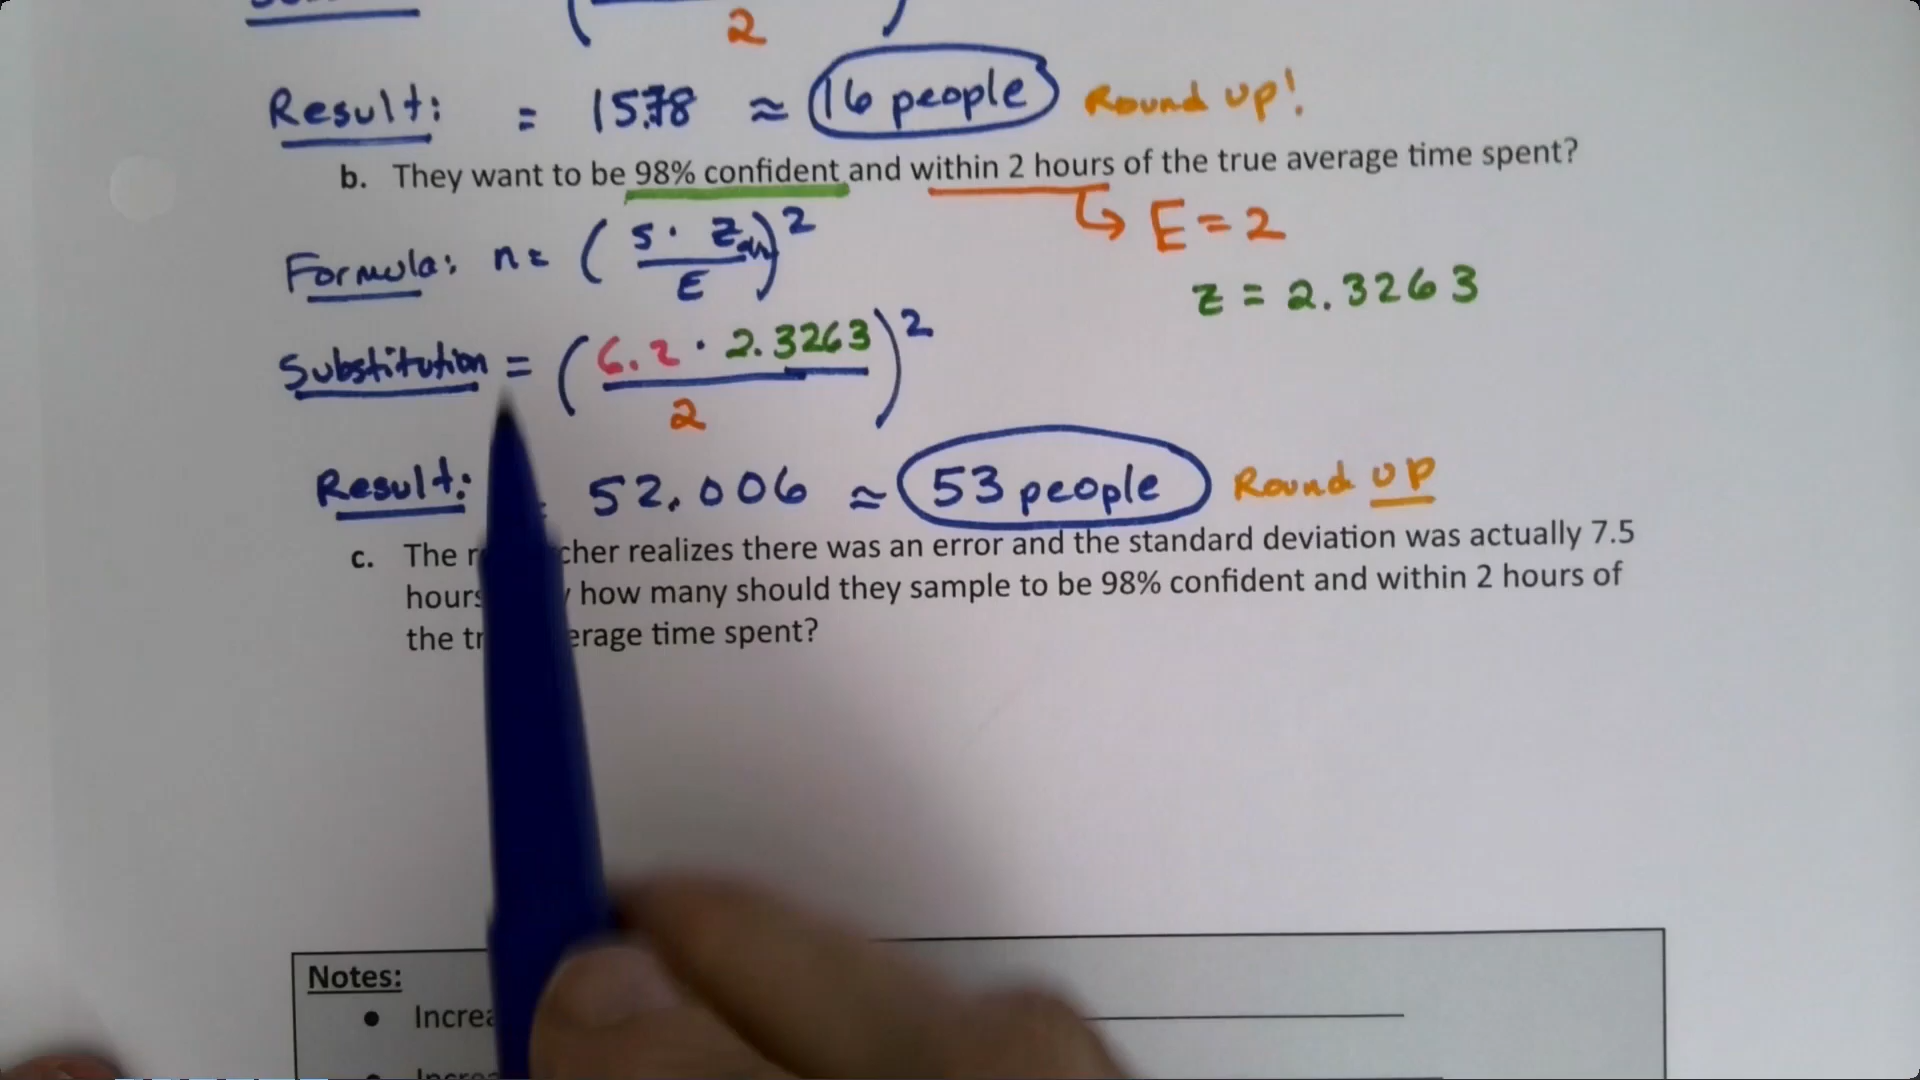 2
Result: = 15.78 ≈ 16 people Round up!
b. They want to be 98% confident and within 2 hours of the true average time spent?
Formula: n = (s · Zα/2 / E)² E = 2
z = 2.3263
Substitution = (6.2 · 2.3263 / 2)²
Result: = 52.006 ≈ 53 people Round up
c. The cher realizes there was an error and the standard deviation was actually 7.5
hours how many should they sample to be 98% confident and within 2 hours of
the erage time spent?
Notes:
• Increa
• Increa